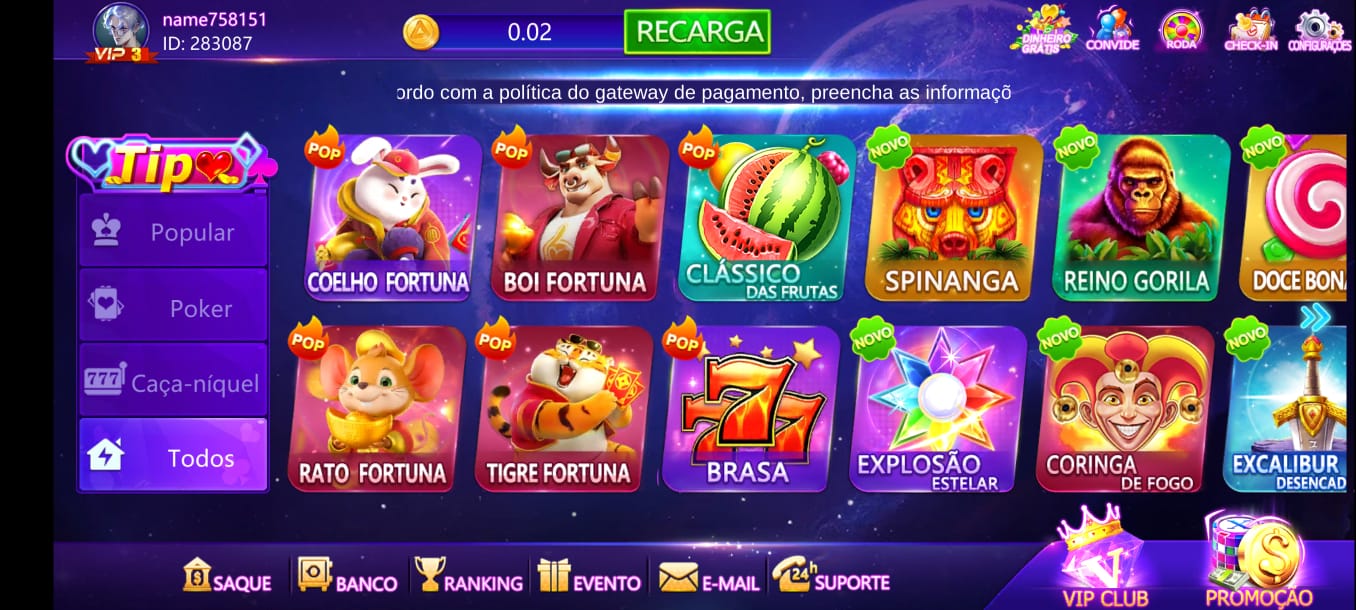 name758151
ID: 283087
VIP 3
0.02
RECARGA
DINHEIRO
GRÁTIS
CONVIDE
RODA
CHECK-IN
CONFIGURAÇÕES
ordo com a política do gateway de pagamento, preencha as informaçõ
Tipo
Popular
Poker
777
Caça-níquel
Todos
POP
COELHO FORTUNA
POP
BOI FORTUNA
POP
CLÁSSICO
DAS FRUTAS
NOVO
SPINANGA
NOVO
REINO GORILA
NOVO
DOCE BON
POP
RATO FORTUNA
POP
TIGRE FORTUNA
POP
777
BRASA
NOVO
EXPLOSÃO
ESTELAR
NOVO
CORINGA
DE FOGO
NOVO
EXCALIBUR
DESENCAD
SAQUE
BANCO
RANKING
EVENTO
E-MAIL
24h
SUPORTE
V
VIP CLUB
$
PROMOÇÃO